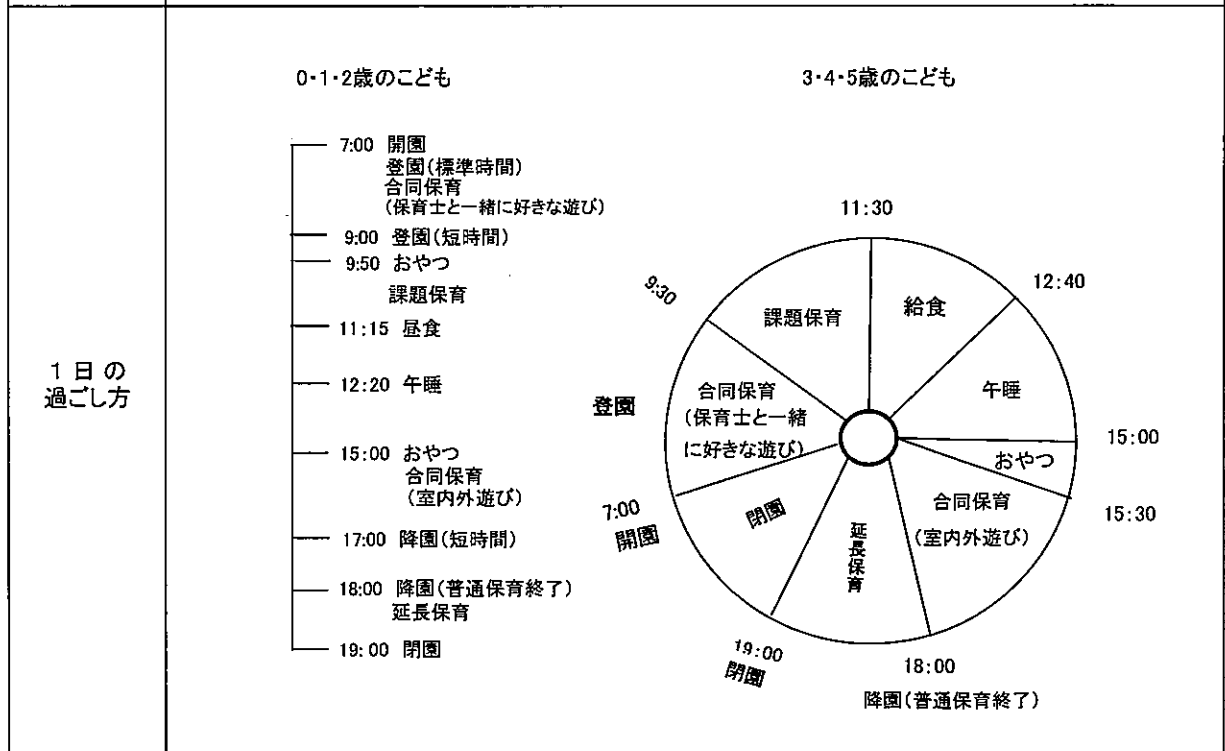 1日の
過ごし方
0・1・2歳のこども
7:00 開園
登園(標準時間)
合同保育
(保育士と一緒に好きな遊び)
9:00 登園(短時間)
9:50 おやつ
課題保育
11:15 昼食
12:20 午睡
15:00 おやつ
合同保育
(室内外遊び)
17:00 降園(短時間)
18:00 降園(普通保育終了)
延長保育
19:00 閉園
3・4・5歳のこども
11:30
給食
12:40
午睡
15:00
おやつ
15:30
合同保育
(室内外遊び)
18:00
降園(普通保育終了)
延長保育
19:00
閉園
閉園
7:00
開園
登園
合同保育
(保育士と一緒
に好きな遊び)
9:30
課題保育